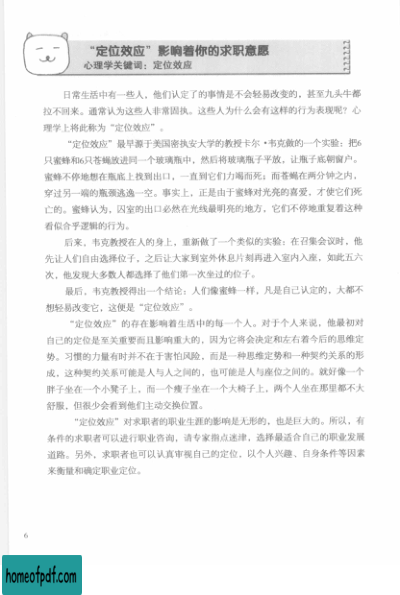 “定位效应”影响着你的求职意愿
心理学关键词：定位效应
日常生活中有一些人，他们认定了的事情是不会轻易改变的，甚至九头牛都
拉不回来。通常认为这些人非常固执。这些人为什么会有这样的行为表现呢？心
理学上将此称为“定位效应”。
“定位效应”最早源于美国密执安大学的教授卡尔·韦克做的一个实验：把6
只蜜蜂和6只苍蝇放进同一个玻璃瓶中，然后将玻璃瓶子平放，让瓶子底朝窗户。
蜜蜂不停地想在瓶底上找到出口，一直到它们力竭而死；而苍蝇在两分钟之内，
穿过另一端的瓶颈逃逸一空。事实上，正是由于蜜蜂对光亮的喜爱，才使它们死
亡的。蜜蜂认为，囚室的出口必然在光线最明亮的地方，它们不停地重复着这种
看似合乎逻辑的行为。
后来，韦克教授在人的身上，重新做了一个类似的实验：在召集会议时，他
先让人们自由选择位子，之后让大家到室外休息片刻再进入室内入座，如此五六
次，他发现大多数人都选择了他们第一次坐过的位子。
最后，韦克教授得出一个结论：人们像蜜蜂一样，凡是自己认定的，大都不
想轻易改变它，这便是“定位效应”。
“定位效应”的存在影响着生活中的每一个人。对于个人来说，他最初对
自己的定位是至关重要而且影响重大的，因为它将会决定和左右着今后的思维定
势。习惯的力量有时并不在于害怕风险，而是一种思维定势和一种契约关系的形
成，这种契约关系可能是人与人之间的，也可能是人与座位之间的。就好像一个
胖子坐在一个小凳子上，而一个瘦子坐在一个大椅子上，两个人坐在那里都不大
舒服，但很少会看到他们主动交换位置。
“定位效应”对求职者的职业生涯的影响是无形的，也是巨大的。所以，有
条件的求职者可以进行职业咨询，请专家指点迷津，选择最适合自己的职业发展
道路。另外，求职者也可以认真审视自己的定位，以个人兴趣、自身条件等因素
来衡量和确定职业定位。
6
homeofpdf.com